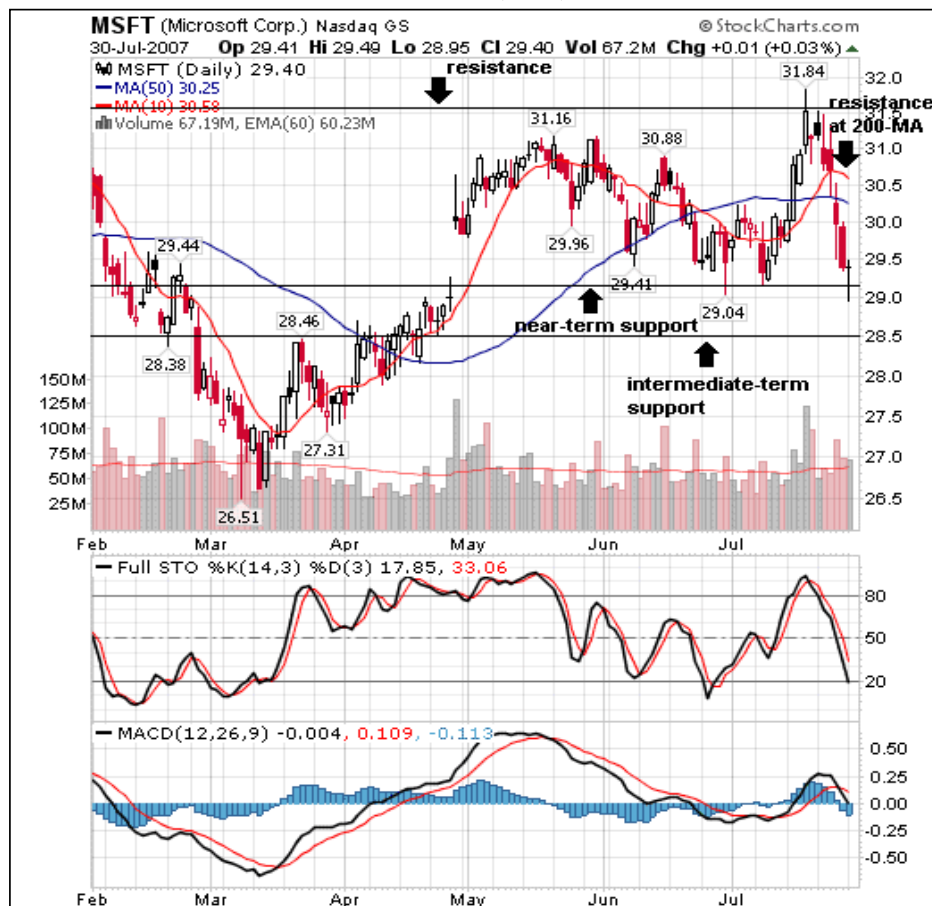 MSFT (Microsoft Corp.) Nasdaq GS © StockCharts.com
30-Jul-2007 Op 29.41 Hi 29.49 Lo 28.95 Cl 29.40 Vol 67.2M Chg +0.01 (+0.03%)
MSFT (Daily) 29.40
resistance
MA(50) 30.25
MA(10) 30.58
Volume 67.19M, EMA(60) 60.23M
31.84
32.0
resistance
31.5
at 200-MA
31.16
30.88
31.0
30.5
30.0
29.44
29.96
29.5
29.41
29.04
29.0
near-term support
28.46
28.5
28.38
intermediate-term
support
150M
28.0
125M
27.5
100M
27.31
75M
27.0
50M
25M
26.51
26.5
Feb Mar Apr May Jun Jul
Full STO %K(14,3) %D(3) 17.85, 33.06
80
50
20
MACD(12,26,9) -0.004, 0.109, -0.113
0.50
0.25
0.00
-0.25
-0.50
Feb Mar Apr May Jun Jul